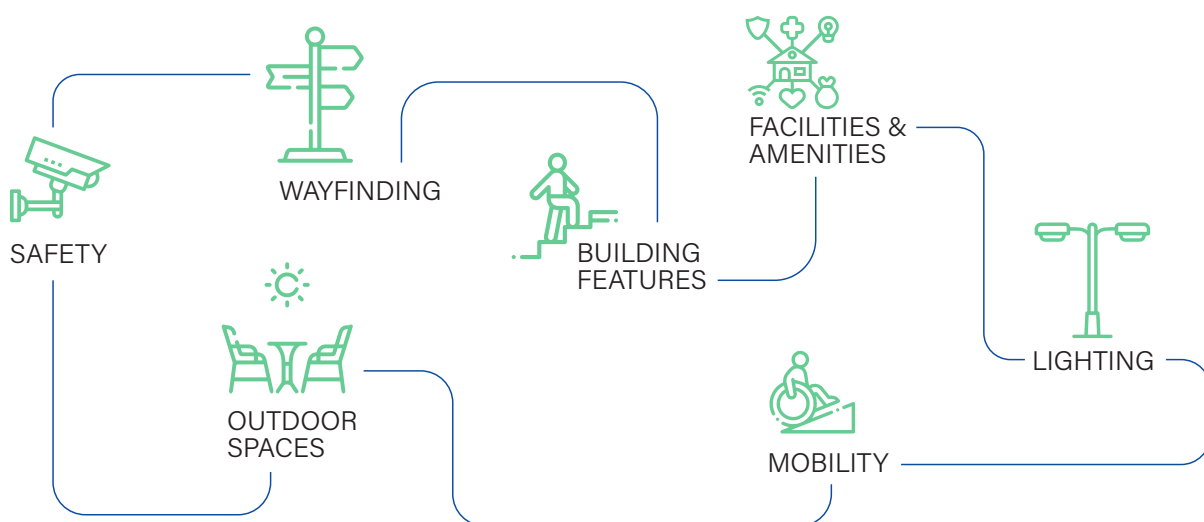 FACILITIES &
AMENITIES
WAYFINDING
SAFETY
BUILDING
FEATURES
LIGHTING
OUTDOOR
SPACES
MOBILITY